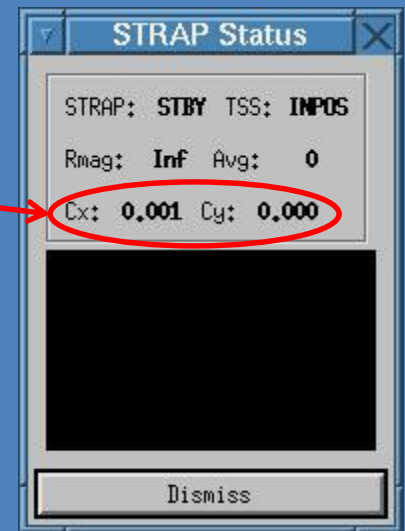 STRAP Status
STRAP: STBY TSS: INPOS
Rmag: Inf Avg: 0
Cx: 0.001 Cy: 0.000
Dismiss